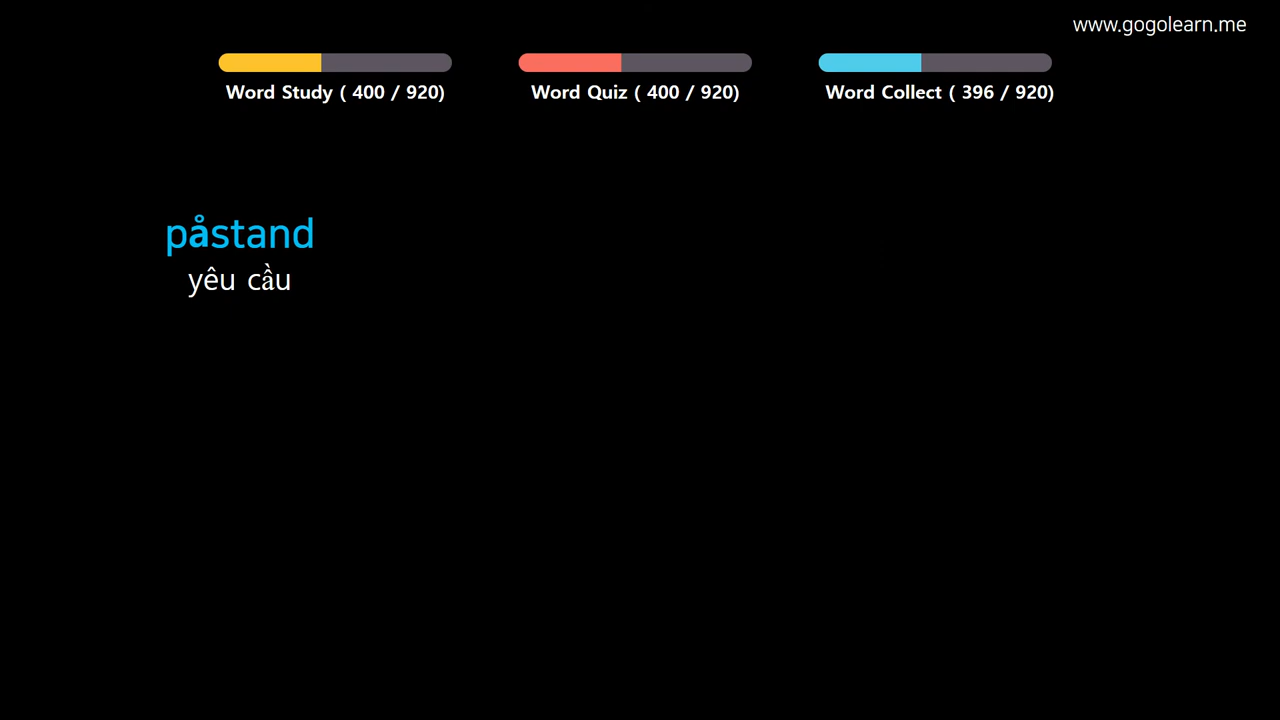 www.gogolearn.me
Word Study ( 400 / 920)
Word Quiz ( 400 / 920)
Word Collect ( 396 / 920)
påstand
yêu cầu